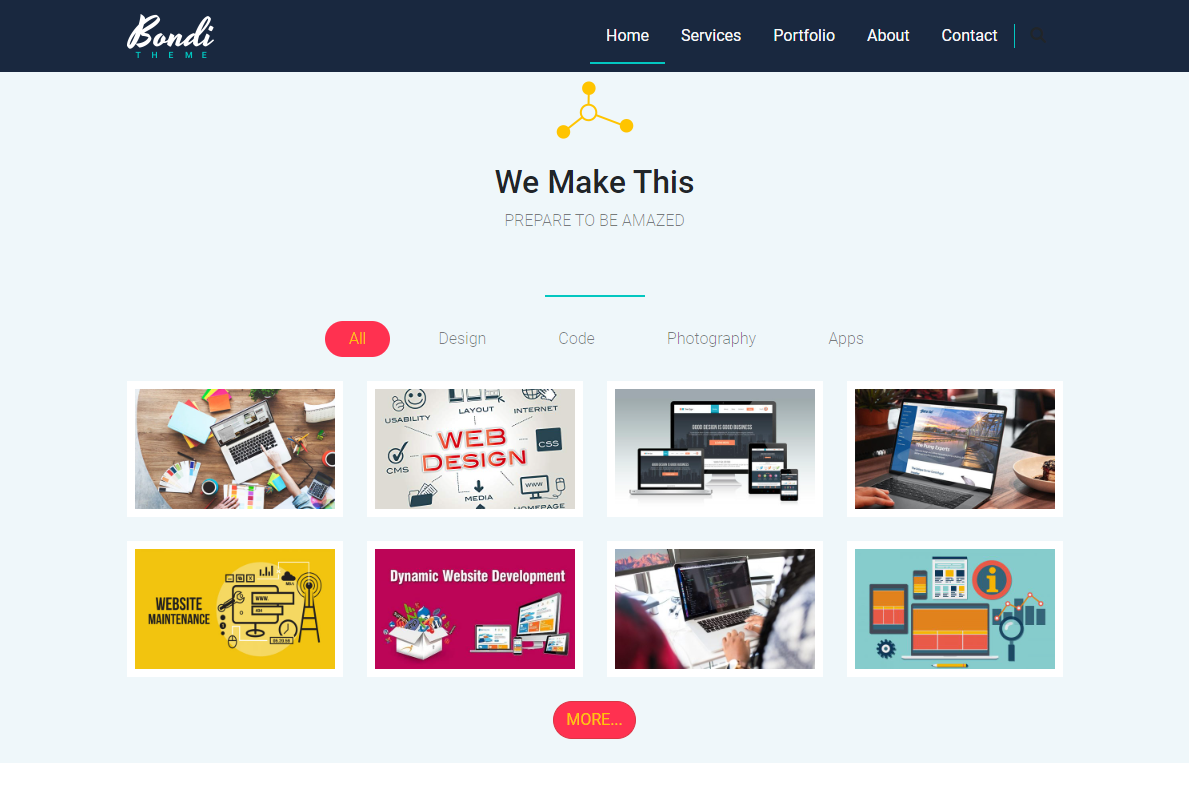 Bondi
THEME
Home Services Portfolio About Contact
We Make This
PREPARE TO BE AMAZED
All Design Code Photography Apps
USABILITY
LAYOUT
INTERNET
WEB
DESIGN
CSS
CMS
MEDIA
WWW
HOMEPAGE
GOOD DESIGN IS GOOD BUSINESS
WEBSITE
MAINTENANCE
WWW.
Dynamic Website Development
MORE...